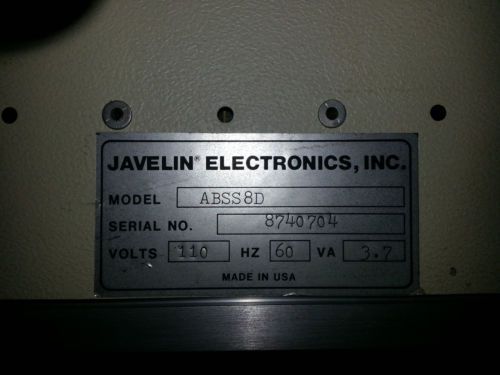 JAVELIN® ELECTRONICS, INC.
MODEL ABSS8D
SERIAL NO. 8740704
VOLTS 110 HZ 60 VA 3.7
MADE IN USA